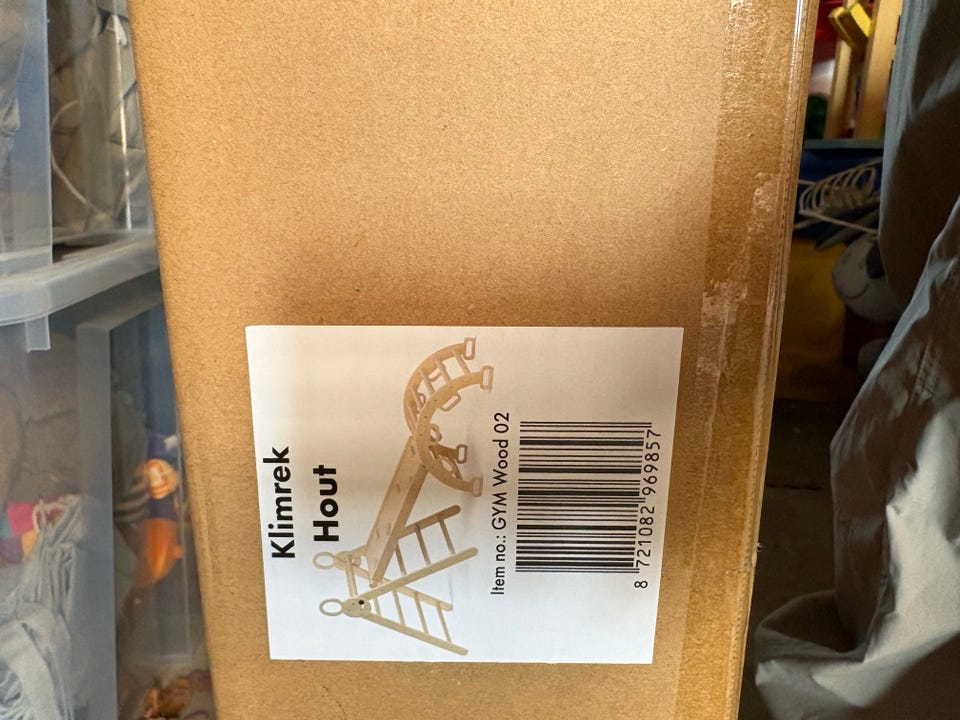 Klimrek
Hout
Item no.: GYM Wood 02
8 721082 969857